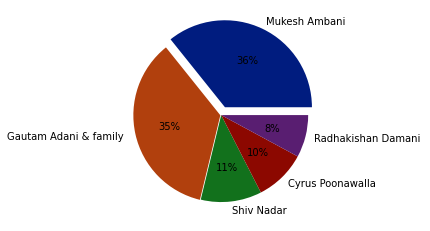 Mukesh Ambani
36%
Gautam Adani & family
35%
11%
Shiv Nadar
10%
Cyrus Poonawalla
8%
Radhakishan Damani